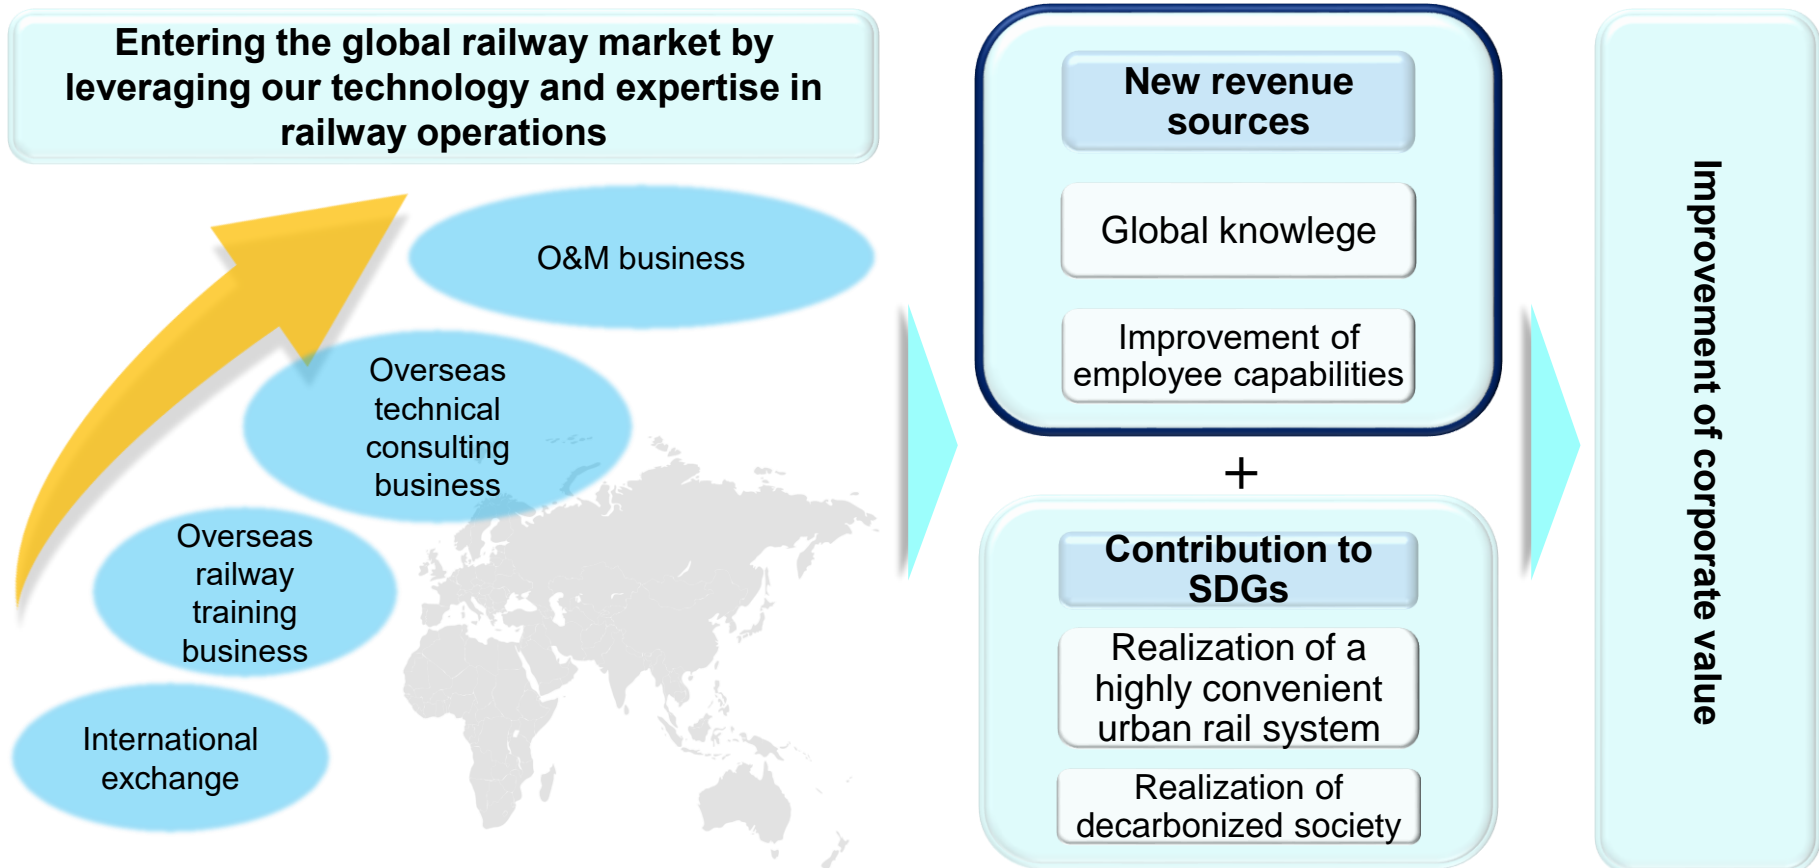 Entering the global railway market by
leveraging our technology and expertise in
railway operations
O&M business
Overseas
technical
consulting
business
Overseas
railway
training
business
International
exchange
New revenue
sources
Global knowlege
Improvement of
employee capabilities
+
Contribution to
SDGs
Realization of a
highly convenient
urban rail system
Realization of
decarbonized society
Improvement of corporate value